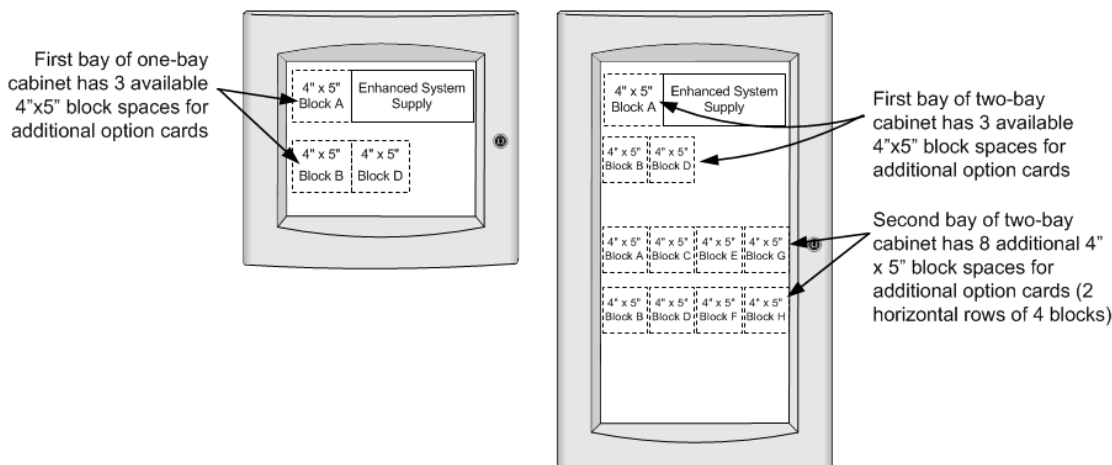 First bay of one-bay
cabinet has 3 available
4”x5” block spaces for
additional option cards
4" x 5"
Block A
Enhanced System
Supply
4" x 5"
Block B
4" x 5"
Block D
4" x 5"
Block A
Enhanced System
Supply
4" x 5"
Block B
4" x 5"
Block D
4" x 5"
Block A
4" x 5"
Block C
4" x 5"
Block E
4" x 5"
Block G
4" x 5"
Block B
4" x 5"
Block D
4" x 5"
Block F
4" x 5"
Block H
First bay of two-bay
cabinet has 3 available
4”x5” block spaces for
additional option cards
Second bay of two-bay
cabinet has 8 additional 4”
x 5” block spaces for
additional option cards (2
horizontal rows of 4 blocks)